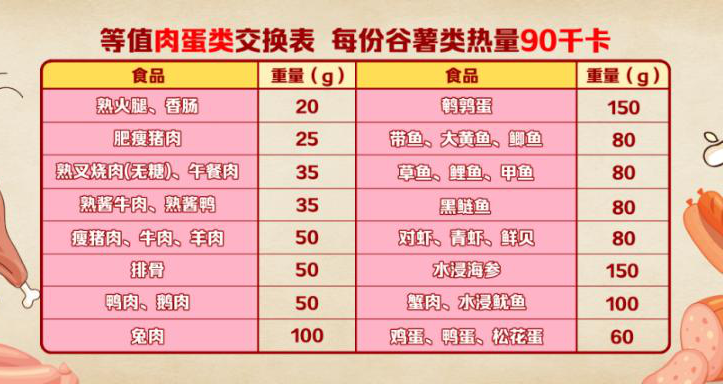 等值肉蛋类交换表 每份谷薯类热量90千卡
食品 重量（g） 食品 重量（g）
熟火腿、香肠 20 鹌鹑蛋 150
肥瘦猪肉 25 带鱼、大黄鱼、鲫鱼 80
熟叉烧肉(无糖)、午餐肉 35 草鱼、鲤鱼、甲鱼 80
熟酱牛肉、熟酱鸭 35 黑鲢鱼 80
瘦猪肉、牛肉、羊肉 50 对虾、青虾、鲜贝 80
排骨 50 水浸海参 150
鸭肉、鹅肉 50 蟹肉、水浸鱿鱼 100
兔肉 100 鸡蛋、鸭蛋、松花蛋 60